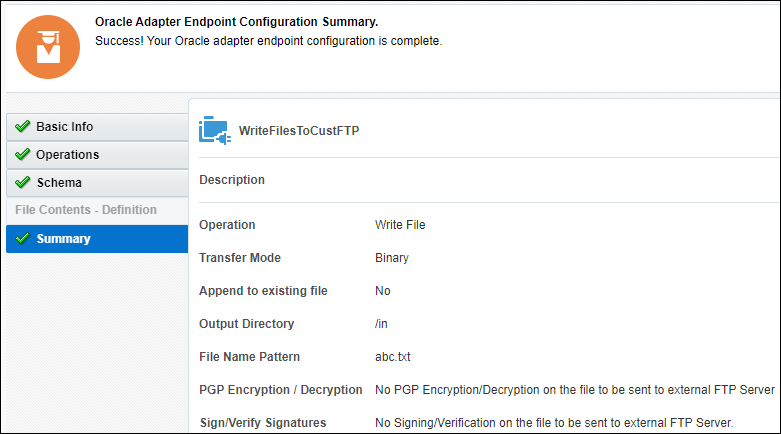 Oracle Adapter Endpoint Configuration Summary.
Success! Your Oracle adapter endpoint configuration is complete.
Basic Info
Operations
Schema
File Contents - Definition
Summary
WriteFilesToCustFTP
Description
Operation Write File
Transfer Mode Binary
Append to existing file No
Output Directory /in
File Name Pattern abc.txt
PGP Encryption / Decryption No PGP Encryption/Decryption on the file to be sent to external FTP Server
Sign/Verify Signatures No Signing/Verification on the file to be sent to external FTP Server.